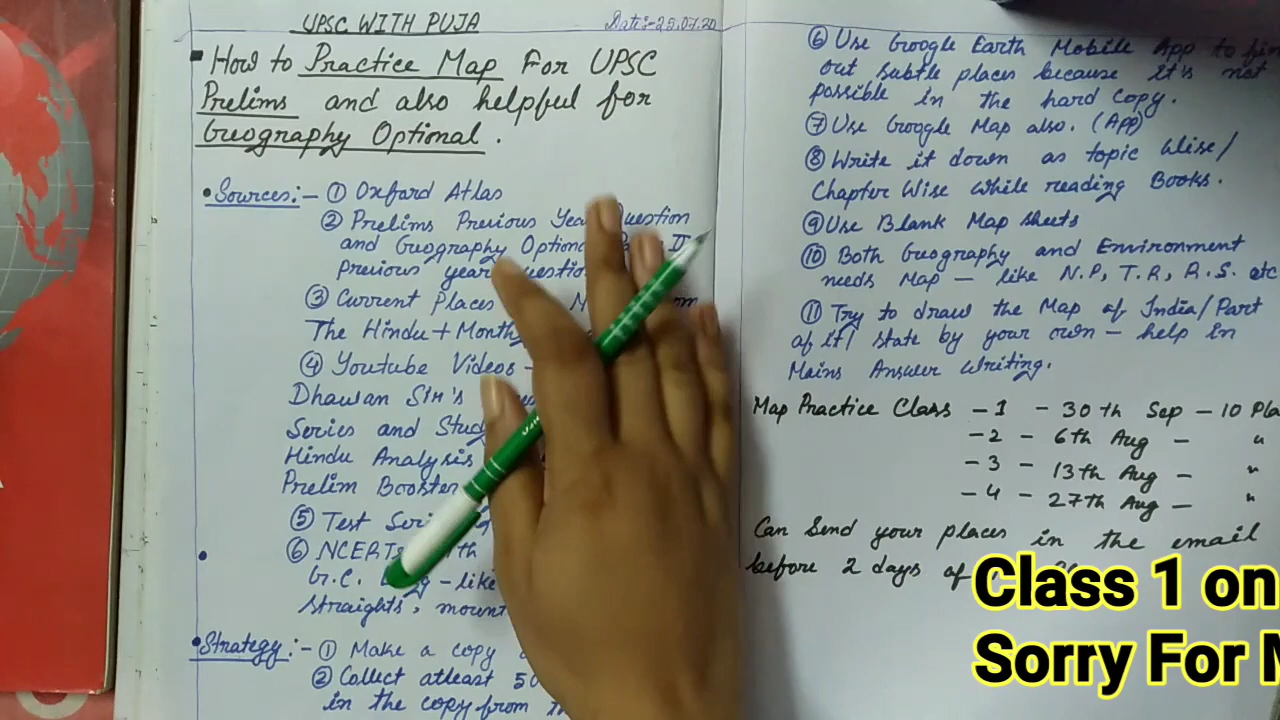 UPSC WITH PUJA
Date:-25.07.20
How to Practice Map For UPSC
Prelims and also helpful for
Geography Optional.
Sources:- ① Oxford Atlas
② Prelims Previous Year Question
and Geography II
Previous year
③ Current Places
The Hindu +
④ Youtube Videos -
Dhawan
Series and
Hindu Analysis
Prelim Booster
⑤ Test
⑥
G.C. - like
straights, mount
Strategy:- ① Make a copy
② Collect atleast 50
in the copy from
⑥ Use Google Earth Mobile App to
out subtle places because it's not
possible in the hard copy.
⑦ Use Google Map also. (APP)
⑧ Write it down as topic Wise/
Chapter Wise while reading Books.
⑨ Use Blank Map sheets
⑩ Both Geography and Environment
needs Map - like N.P, T.R, R.S. etc
⑪ Try to draw the Map of India/Part
of it/ state by your own - help in
Mains Answer Writing.
Map Practice Class - 1 - 30th Sep - 10
- 2 - 6th Aug - "
- 3 - 13th Aug - "
- 4 - 27th Aug - "
Can Send your places in the email
before 2 days of
Class 1 on
Sorry For